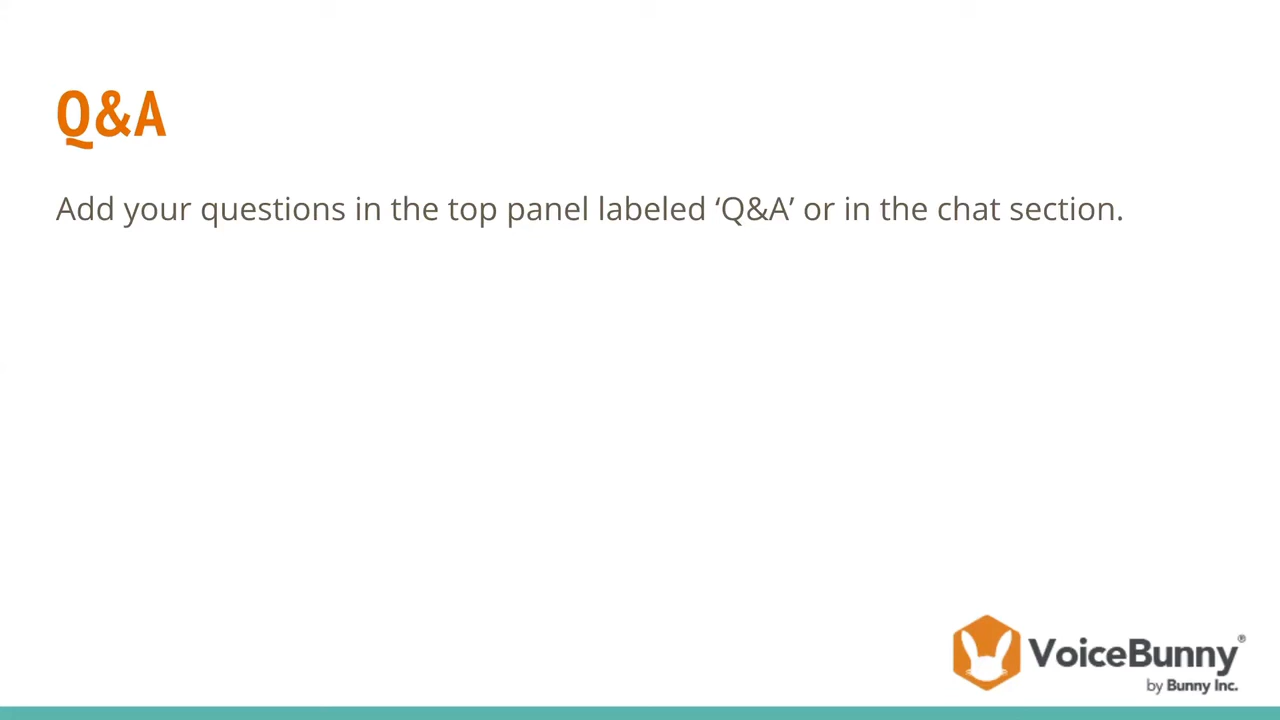 Q&A
Add your questions in the top panel labeled ‘Q&A’ or in the chat section.
VoiceBunny®
by Bunny Inc.